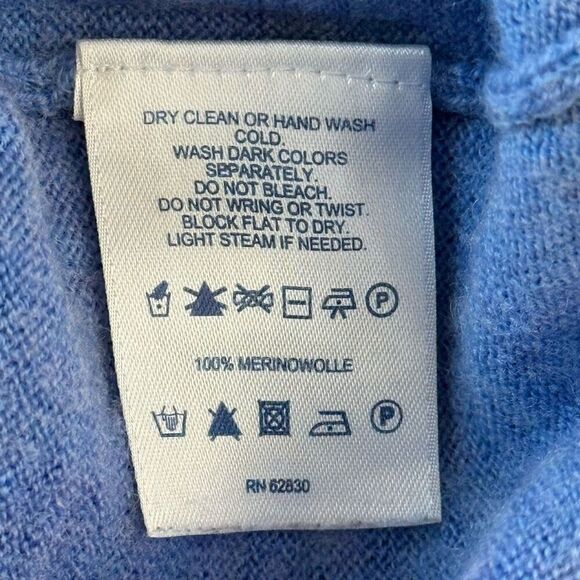 DRY CLEAN OR HAND WASH
COLD.
WASH DARK COLORS
SEPARATELY.
DO NOT BLEACH.
DO NOT WRING OR TWIST.
BLOCK FLAT TO DRY.
LIGHT STEAM IF NEEDED.
P
100% MERINOWOLLE
P
RN 62830